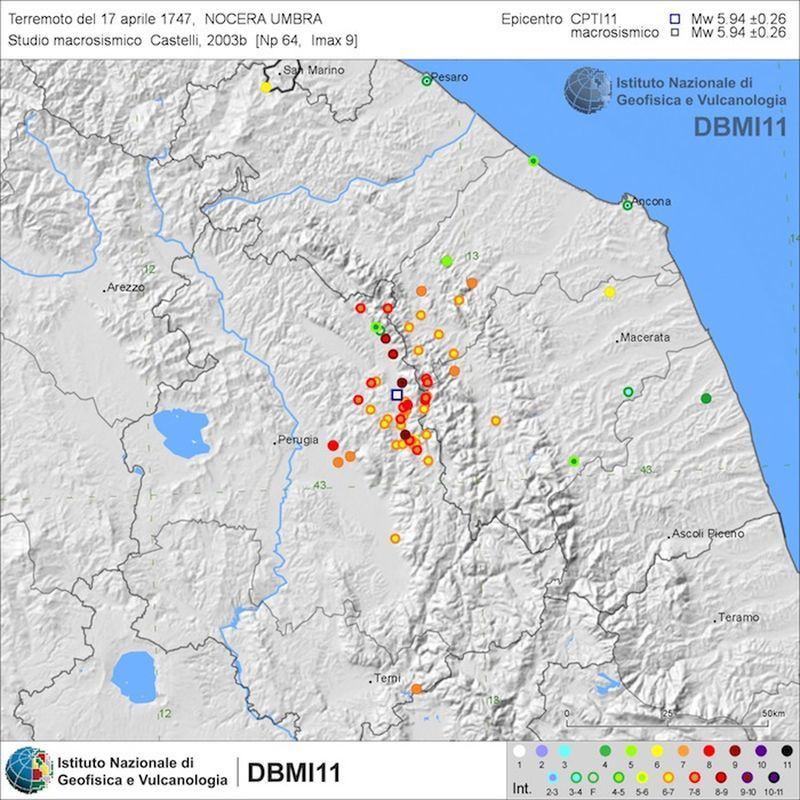 Terremoto del 17 aprile 1747, NOCERA UMBRA
Studio macrosismico Castelli, 2003b [Np 64, Imax 9]
Epicentro CPTI11 Mw 5.94 ±0.26
macrosismico Mw 5.94 ±0.26
San Marino
Pesaro
Istituto Nazionale di
Geofisica e Vulcanologia
DBMI11
Ancona
14
13
12
Arezzo
Macerata
Perugia
43
43
Ascoli Piceno
Teramo
Terni
13
12
0 25 50km
Istituto Nazionale di
Geofisica e Vulcanologia
DBMI11
1 2 3 4 5 6 7 8 9 10 11
Int. 2-3 3-4 F 4-5 5-6 6-7 7-8 8-9 9-10 10-11